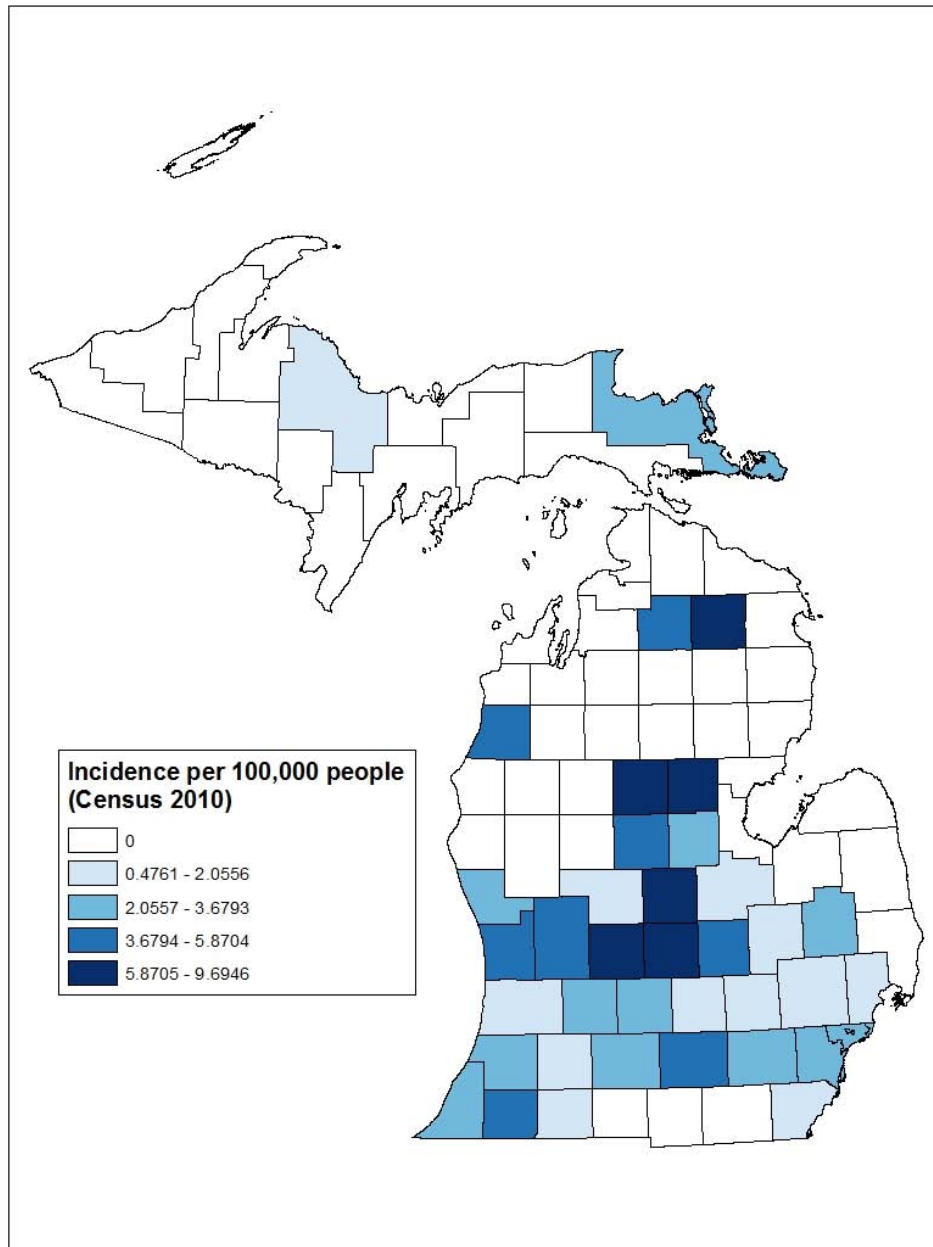 Incidence per 100,000 people
(Census 2010)
0
0.4761 - 2.0556
2.0557 - 3.6793
3.6794 - 5.8704
5.8705 - 9.6946